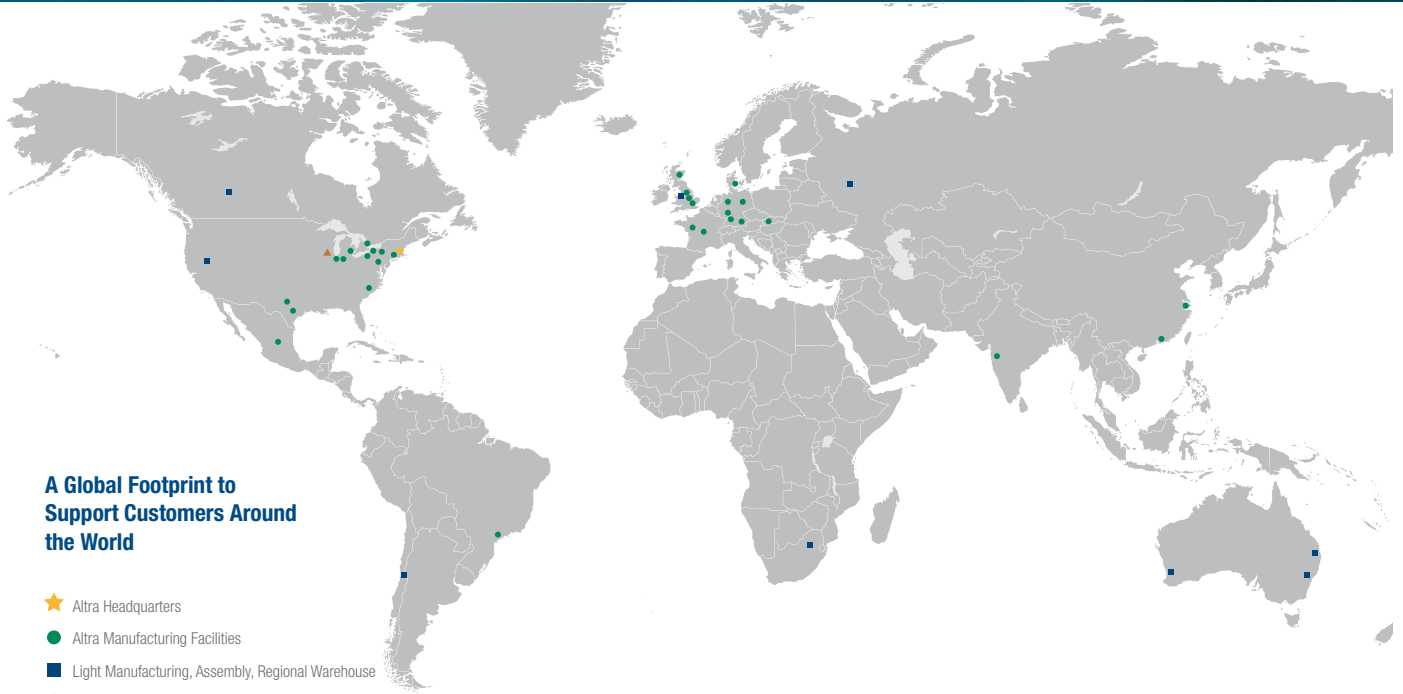 A Global Footprint to
Support Customers Around
the World
Altra Headquarters
Altra Manufacturing Facilities
Light Manufacturing, Assembly, Regional Warehouse